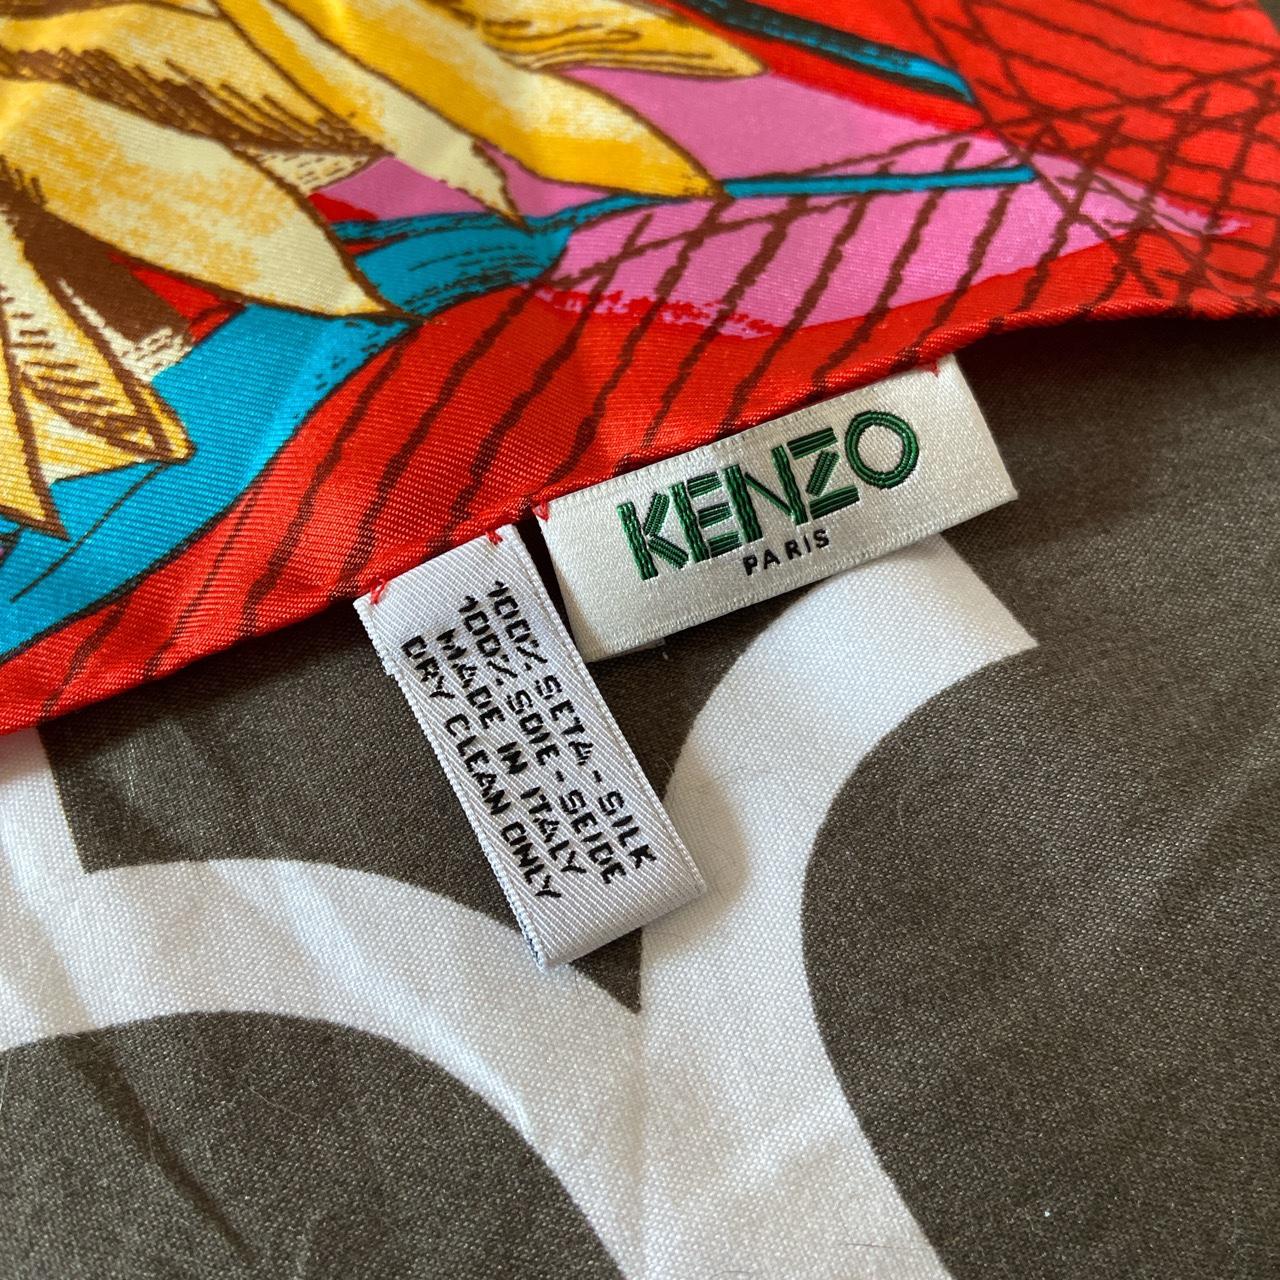 KENZO
PARIS
100% SETA - SILK
100% SOIE - SEIDE
MADE IN ITALY
DRY CLEAN ONLY